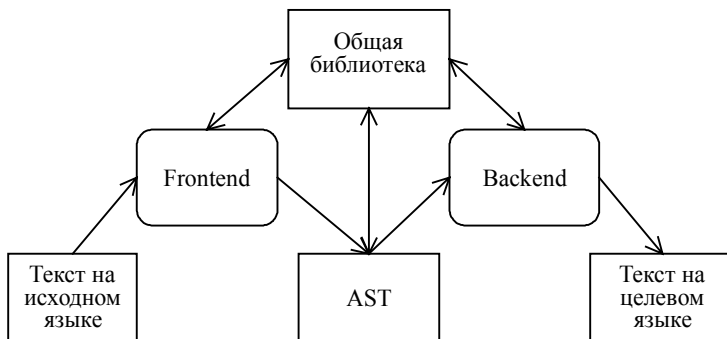 Общая
библиотека
Frontend
Backend
Текст на
исходном
языке
AST
Текст на
целевом
языке